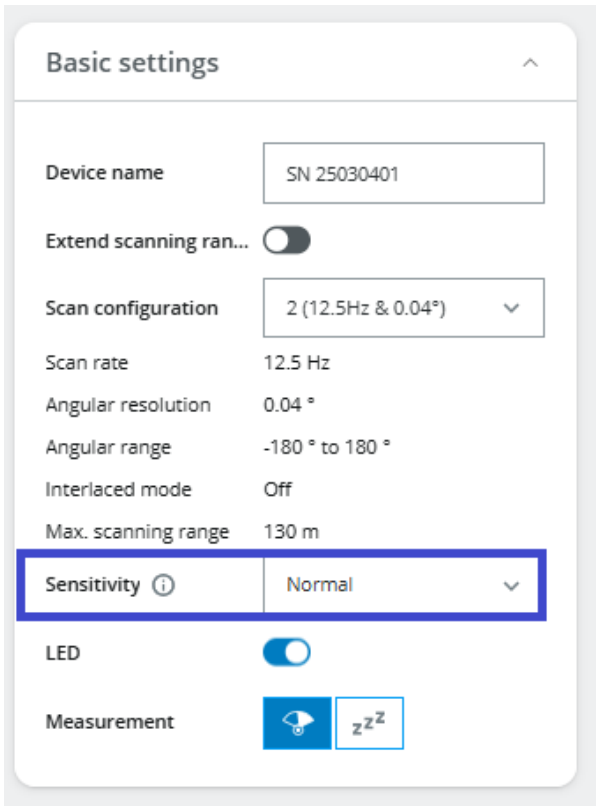 Basic settings
Device name SN 25030401
Extend scanning ran...
Scan configuration 2 (12.5Hz & 0.04°)
Scan rate 12.5 Hz
Angular resolution 0.04 °
Angular range -180 ° to 180 °
Interlaced mode Off
Max. scanning range 130 m
Sensitivity Normal
LED
Measurement zzz